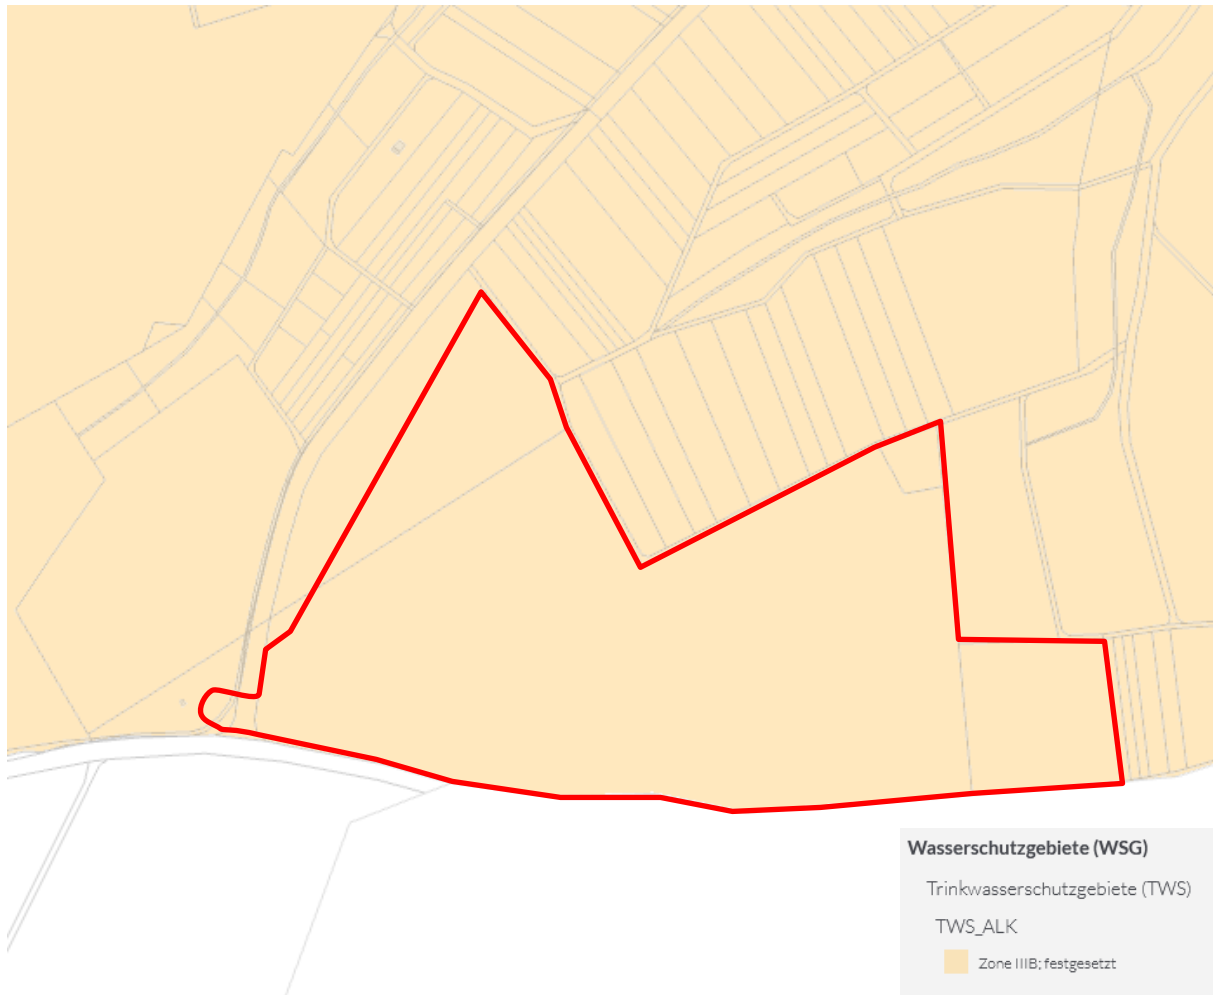 Wasserschutzgebiete (WSG)
Trinkwasserschutzgebiete (TWS)
TWS_ALK
Zone IIIB; festgesetzt